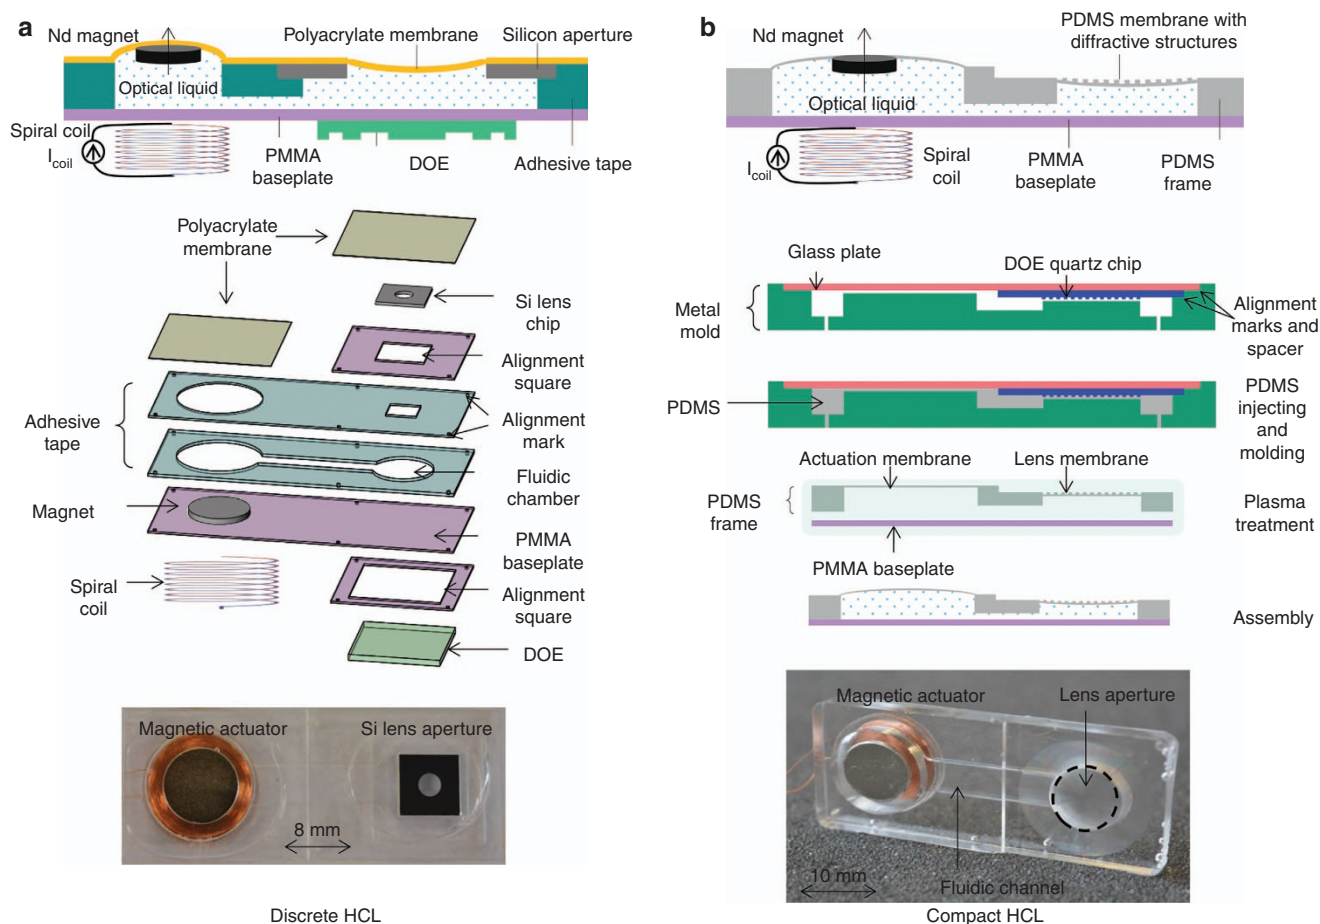 a
Nd magnet
Polyacrylate membrane
Silicon aperture
Optical liquid
Spiral coil
Icoil
PMMA
baseplate
DOE
Adhesive tape
Polyacrylate
membrane
Si lens
chip
Alignment
square
Adhesive
tape
Alignment
mark
Fluidic
chamber
Magnet
PMMA
baseplate
Spiral
coil
Alignment
square
DOE
Magnetic actuator
Si lens aperture
8 mm
Discrete HCL
b
Nd magnet
PDMS membrane with
diffractive structures
Optical liquid
Icoil
Spiral
coil
PMMA
baseplate
PDMS
frame
Glass plate
DOE quartz chip
Metal
mold
Alignment
marks and
spacer
PDMS
PDMS
injecting
and
molding
Actuation membrane
Lens membrane
PDMS
frame
Plasma
treatment
PMMA baseplate
Assembly
Magnetic actuator
Lens aperture
10 mm
Fluidic channel
Compact HCL